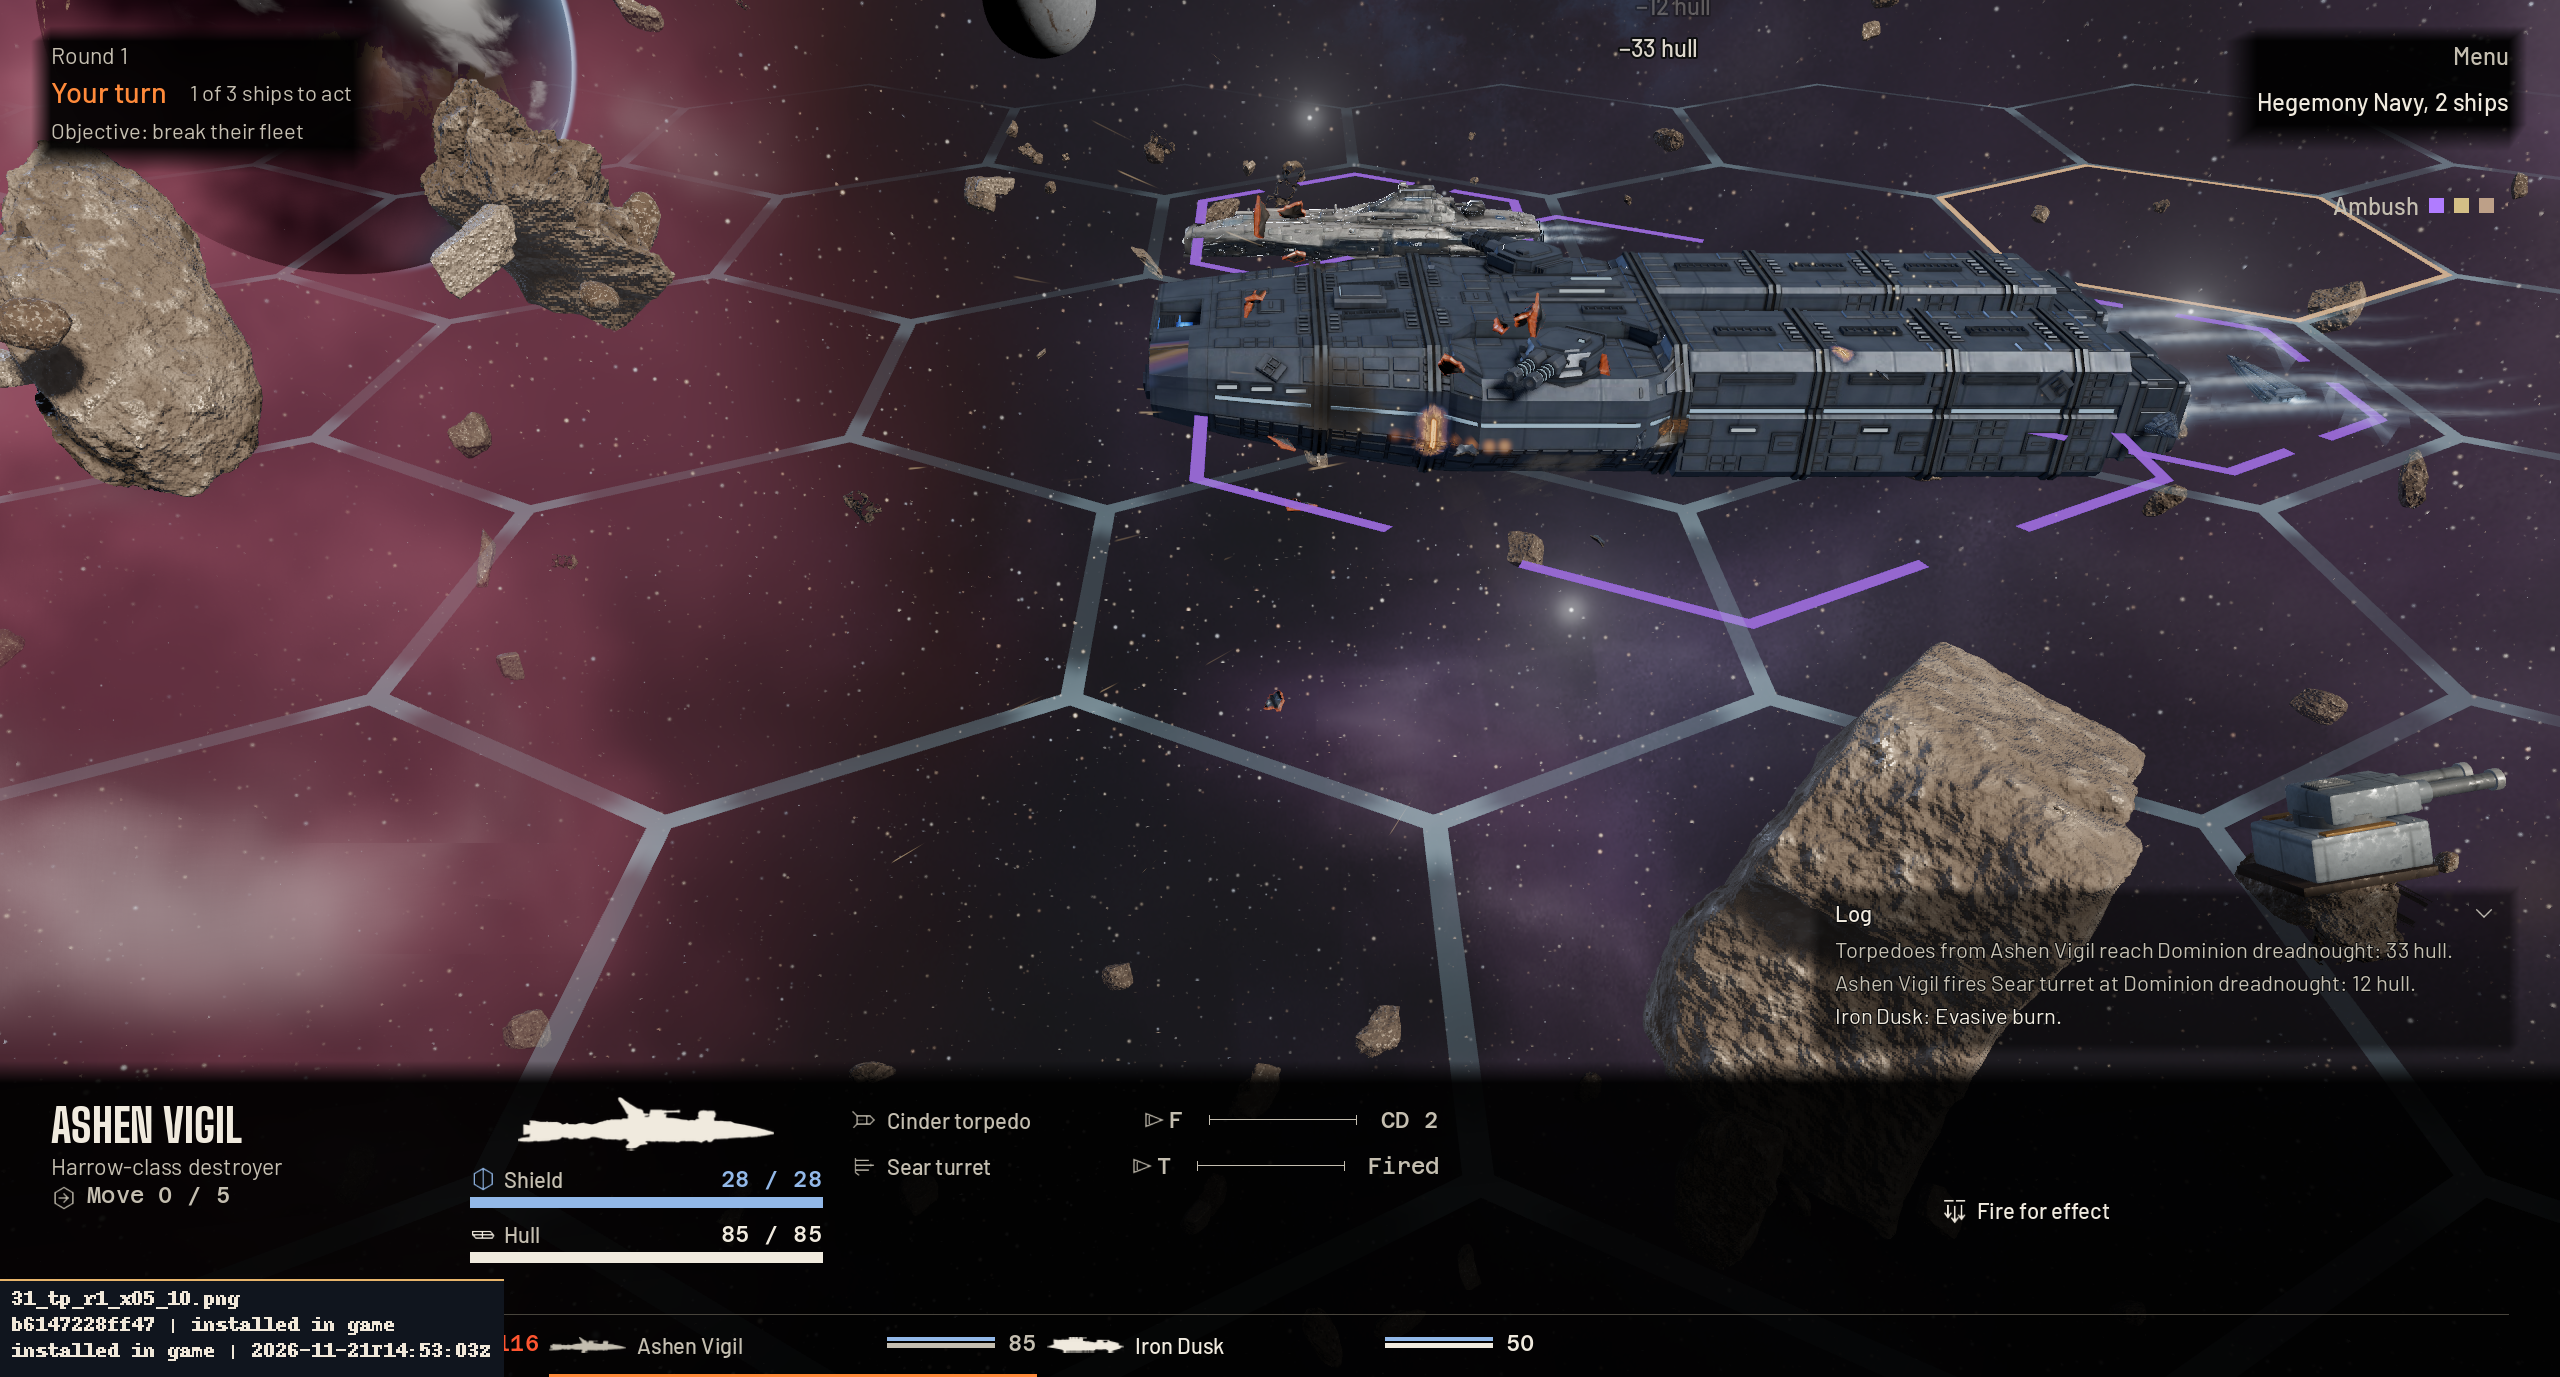 -12 hull
-33 hull
Round 1
Your turn 1 of 3 ships to act
Objective: break their fleet
Menu
Hegemony Navy, 2 ships
Ambush
Log
Torpedoes from Ashen Vigil reach Dominion dreadnought: 33 hull.
Ashen Vigil fires Sear turret at Dominion dreadnought: 12 hull.
Iron Dusk: Evasive burn.
ASHEN VIGIL
Harrow-class destroyer
Move 0 / 5
Shield 28 / 28
Hull 85 / 85
Cinder torpedo F CD 2
Sear turret T Fired
Fire for effect
31_tp_r1_x05_10.png
b6147228ff47 | installed in game
installed in game | 2026-11-21r14:53:03z
116 Ashen Vigil 85 Iron Dusk 50